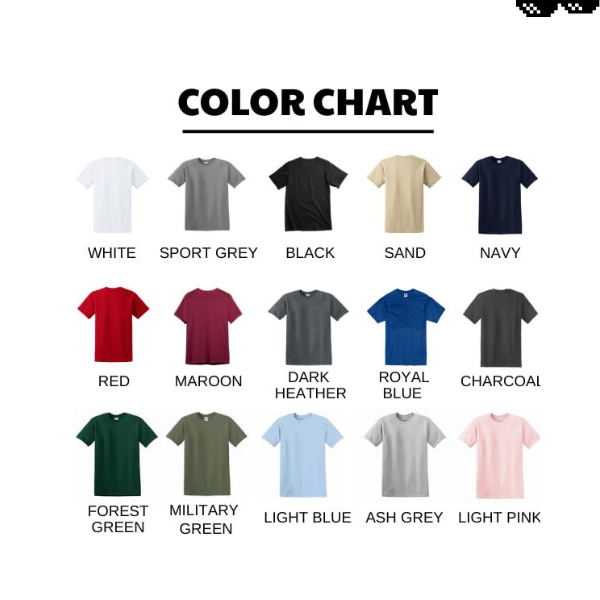 COLOR CHART
WHITE
SPORT GREY
BLACK
SAND
NAVY
RED
MAROON
DARK
HEATHER
ROYAL
BLUE
CHARCOAL
FOREST
GREEN
MILITARY
GREEN
LIGHT BLUE
ASH GREY
LIGHT PINK